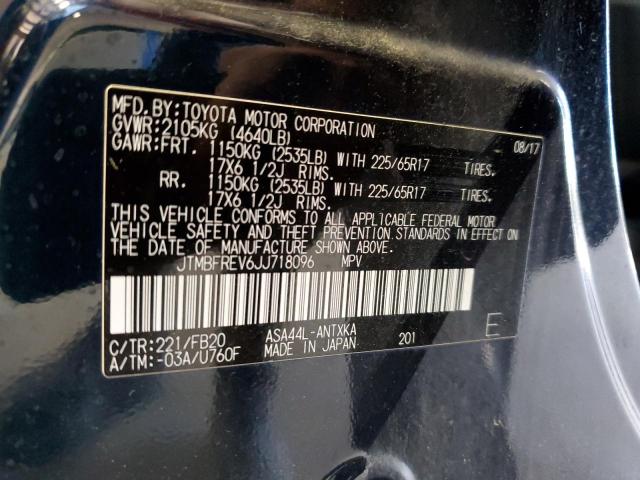 MFD.BY:TOYOTA MOTOR CORPORATION 08/17
GVWR:2105KG (4640LB)
GAWR:FRT. 1150KG (2535LB) WITH 225/65R17 TIRES.
17X6 1/2J RIMS.
RR. 1150KG (2535LB) WITH 225/65R17 TIRES.
17X6 1/2J RIMS.
THIS VEHICLE CONFORMS TO ALL APPLICABLE FEDERAL MOTOR
VEHICLE SAFETY, BUMPER, AND THEFT PREVENTION STANDARDS IN EFFECT ON
THE DATE OF MANUFACTURE SHOWN ABOVE.
JTMBFREV6JJ718096 MPV
C/TR:221/FB20 ASA44L-ANTXKA 201 E
A/TM:-03A/U760F MADE IN JAPAN